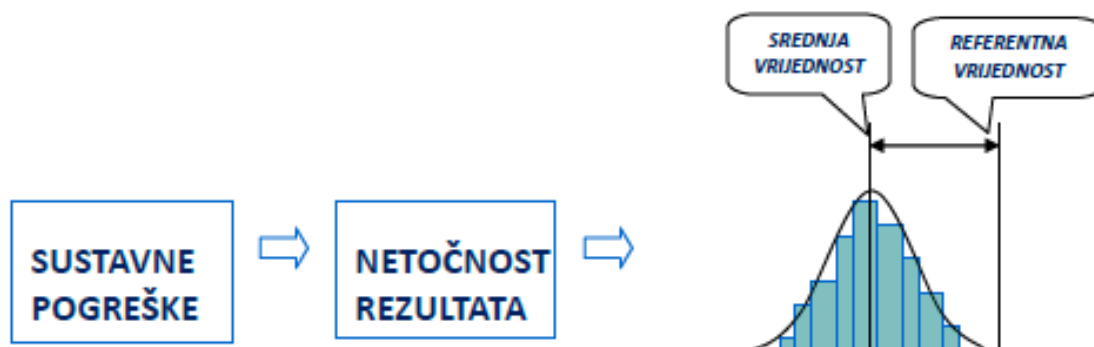 SREDNJA
VRIJEDNOST
REFERENTNA
VRIJEDNOST
SUSTAVNE
POGREŠKE
NETOČNOST
REZULTATA